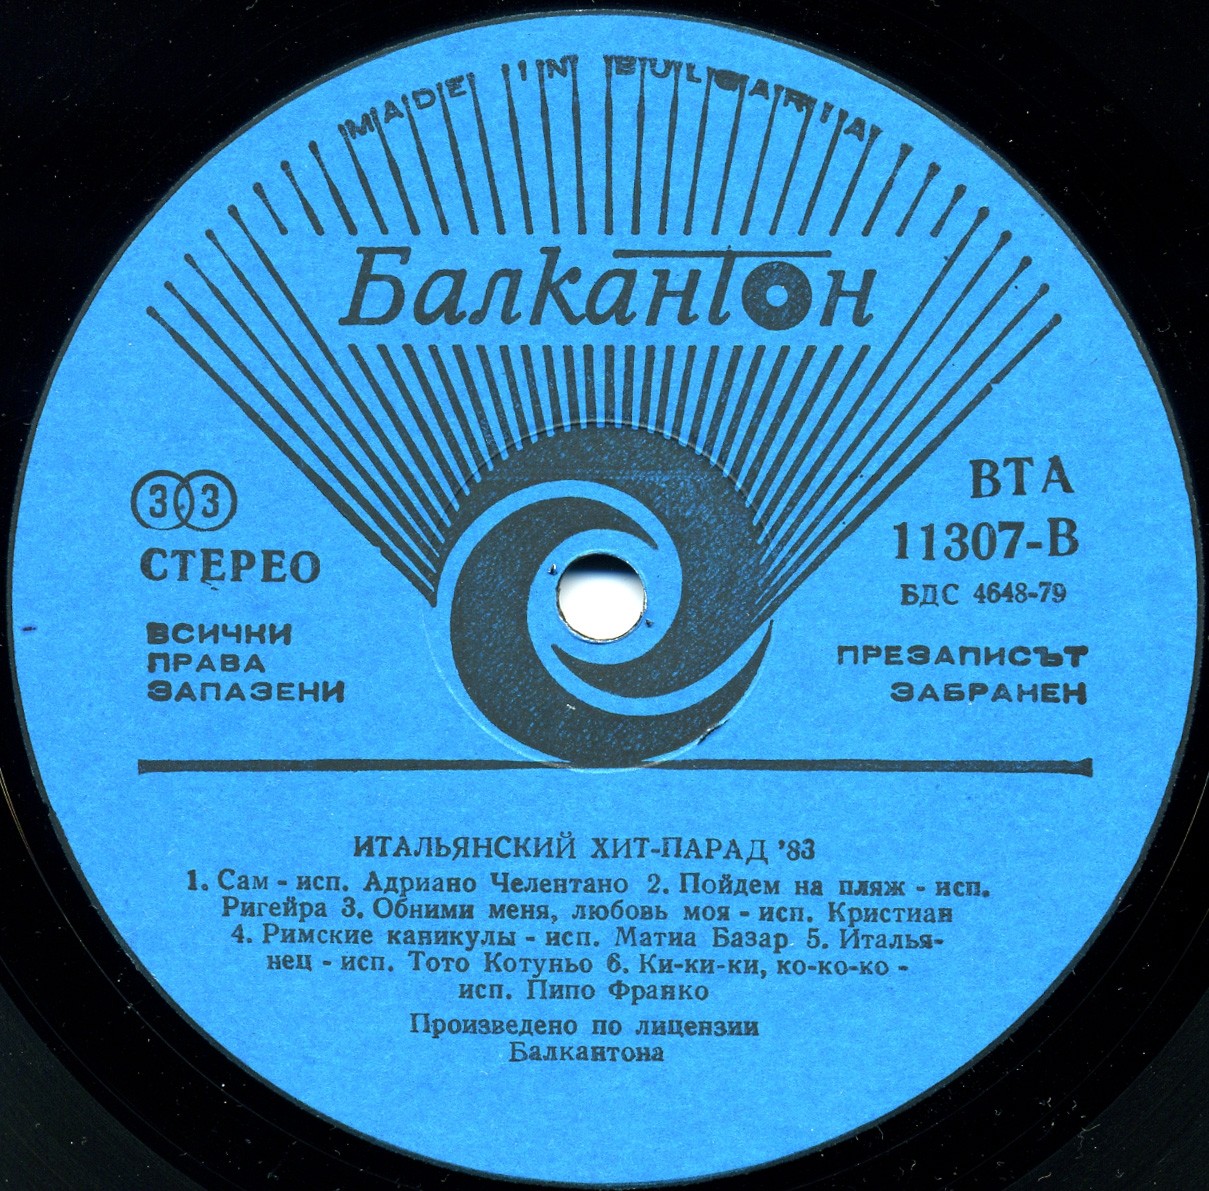 MADE IN BULGARIA
Балкантон
33
СТЕРЕО
ВСИЧКИ
ПРАВА
ЗАПАЗЕНИ
ВТА
11307-В
БДС 4648-79
ПРЕЗАПИСЪТ
ЗАБРАНЕН
ИТАЛЬЯНСКИЙ ХИТ-ПАРАД '83
1. Сам - исп. Адриано Челентано 2. Пойдем на пляж - исп.
Ригейра 3. Обними меня, любовь моя - исп. Кристиан
4. Римские каникулы - исп. Матиа Базар 5. Италья-
нец - исп. Тото Котуньо 6. Ки-ки-ки, ко-ко-ко -
исп. Пипо Франко
Произведено по лицензии
Балкантона